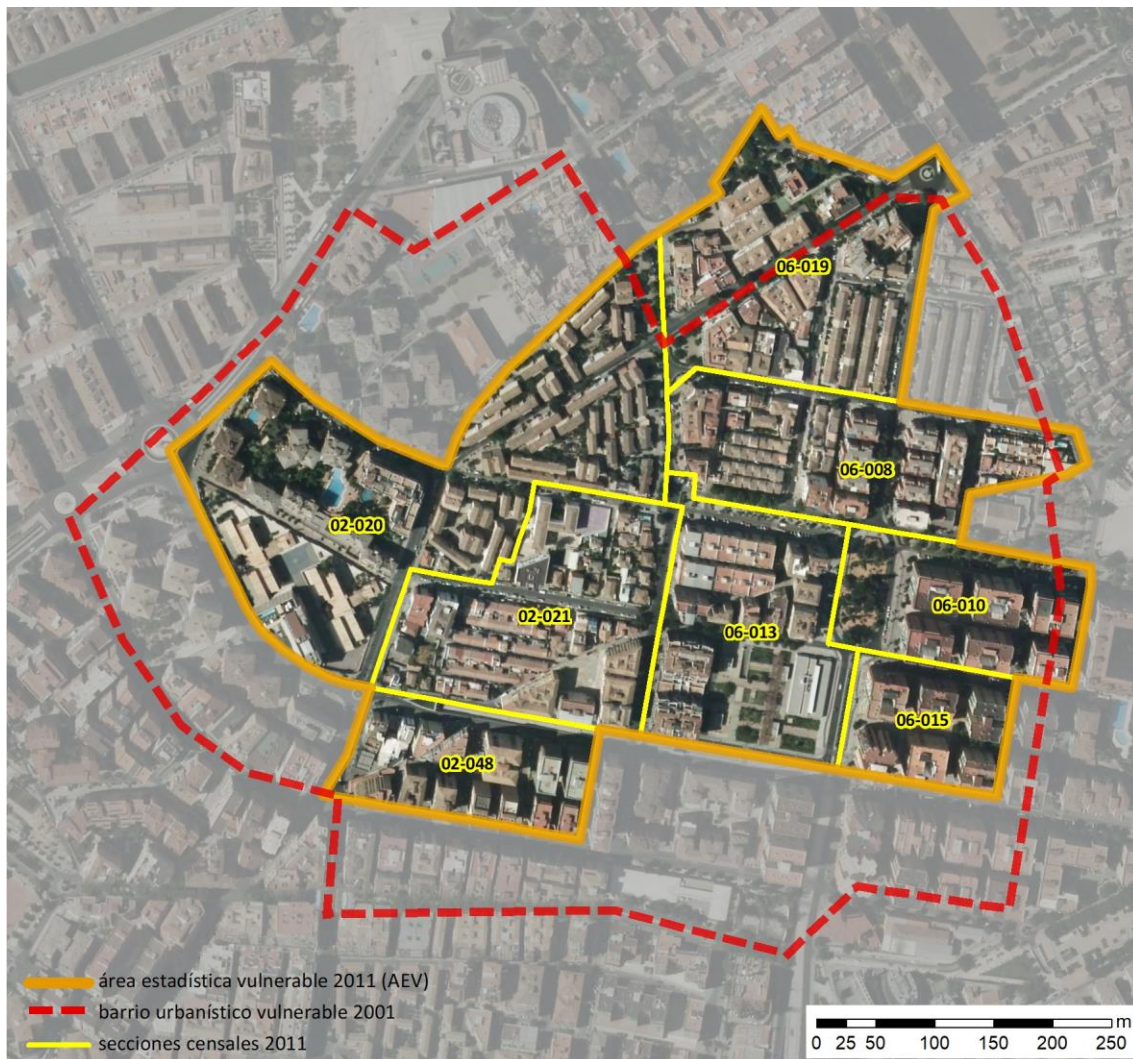 06-019
06-008
02-020
06-010
02-021
06-013
06-015
02-048
área estadística vulnerable 2011 (AEV)
barrio urbanístico vulnerable 2001
secciones censales 2011
m
0 25 50 100 150 200 250